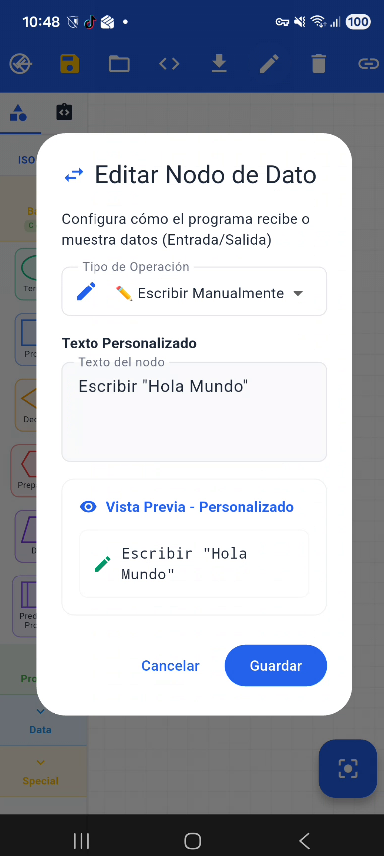 10:48
100
ISO
Editar Nodo de Dato
Configura cómo el programa recibe o
muestra datos (Entrada/Salida)
Tipo de Operación
✏️ Escribir Manualmente
Texto Personalizado
Texto del nodo
Escribir "Hola Mundo"
Vista Previa - Personalizado
Escribir "Hola
Mundo"
Cancelar
Guardar
Data
Special